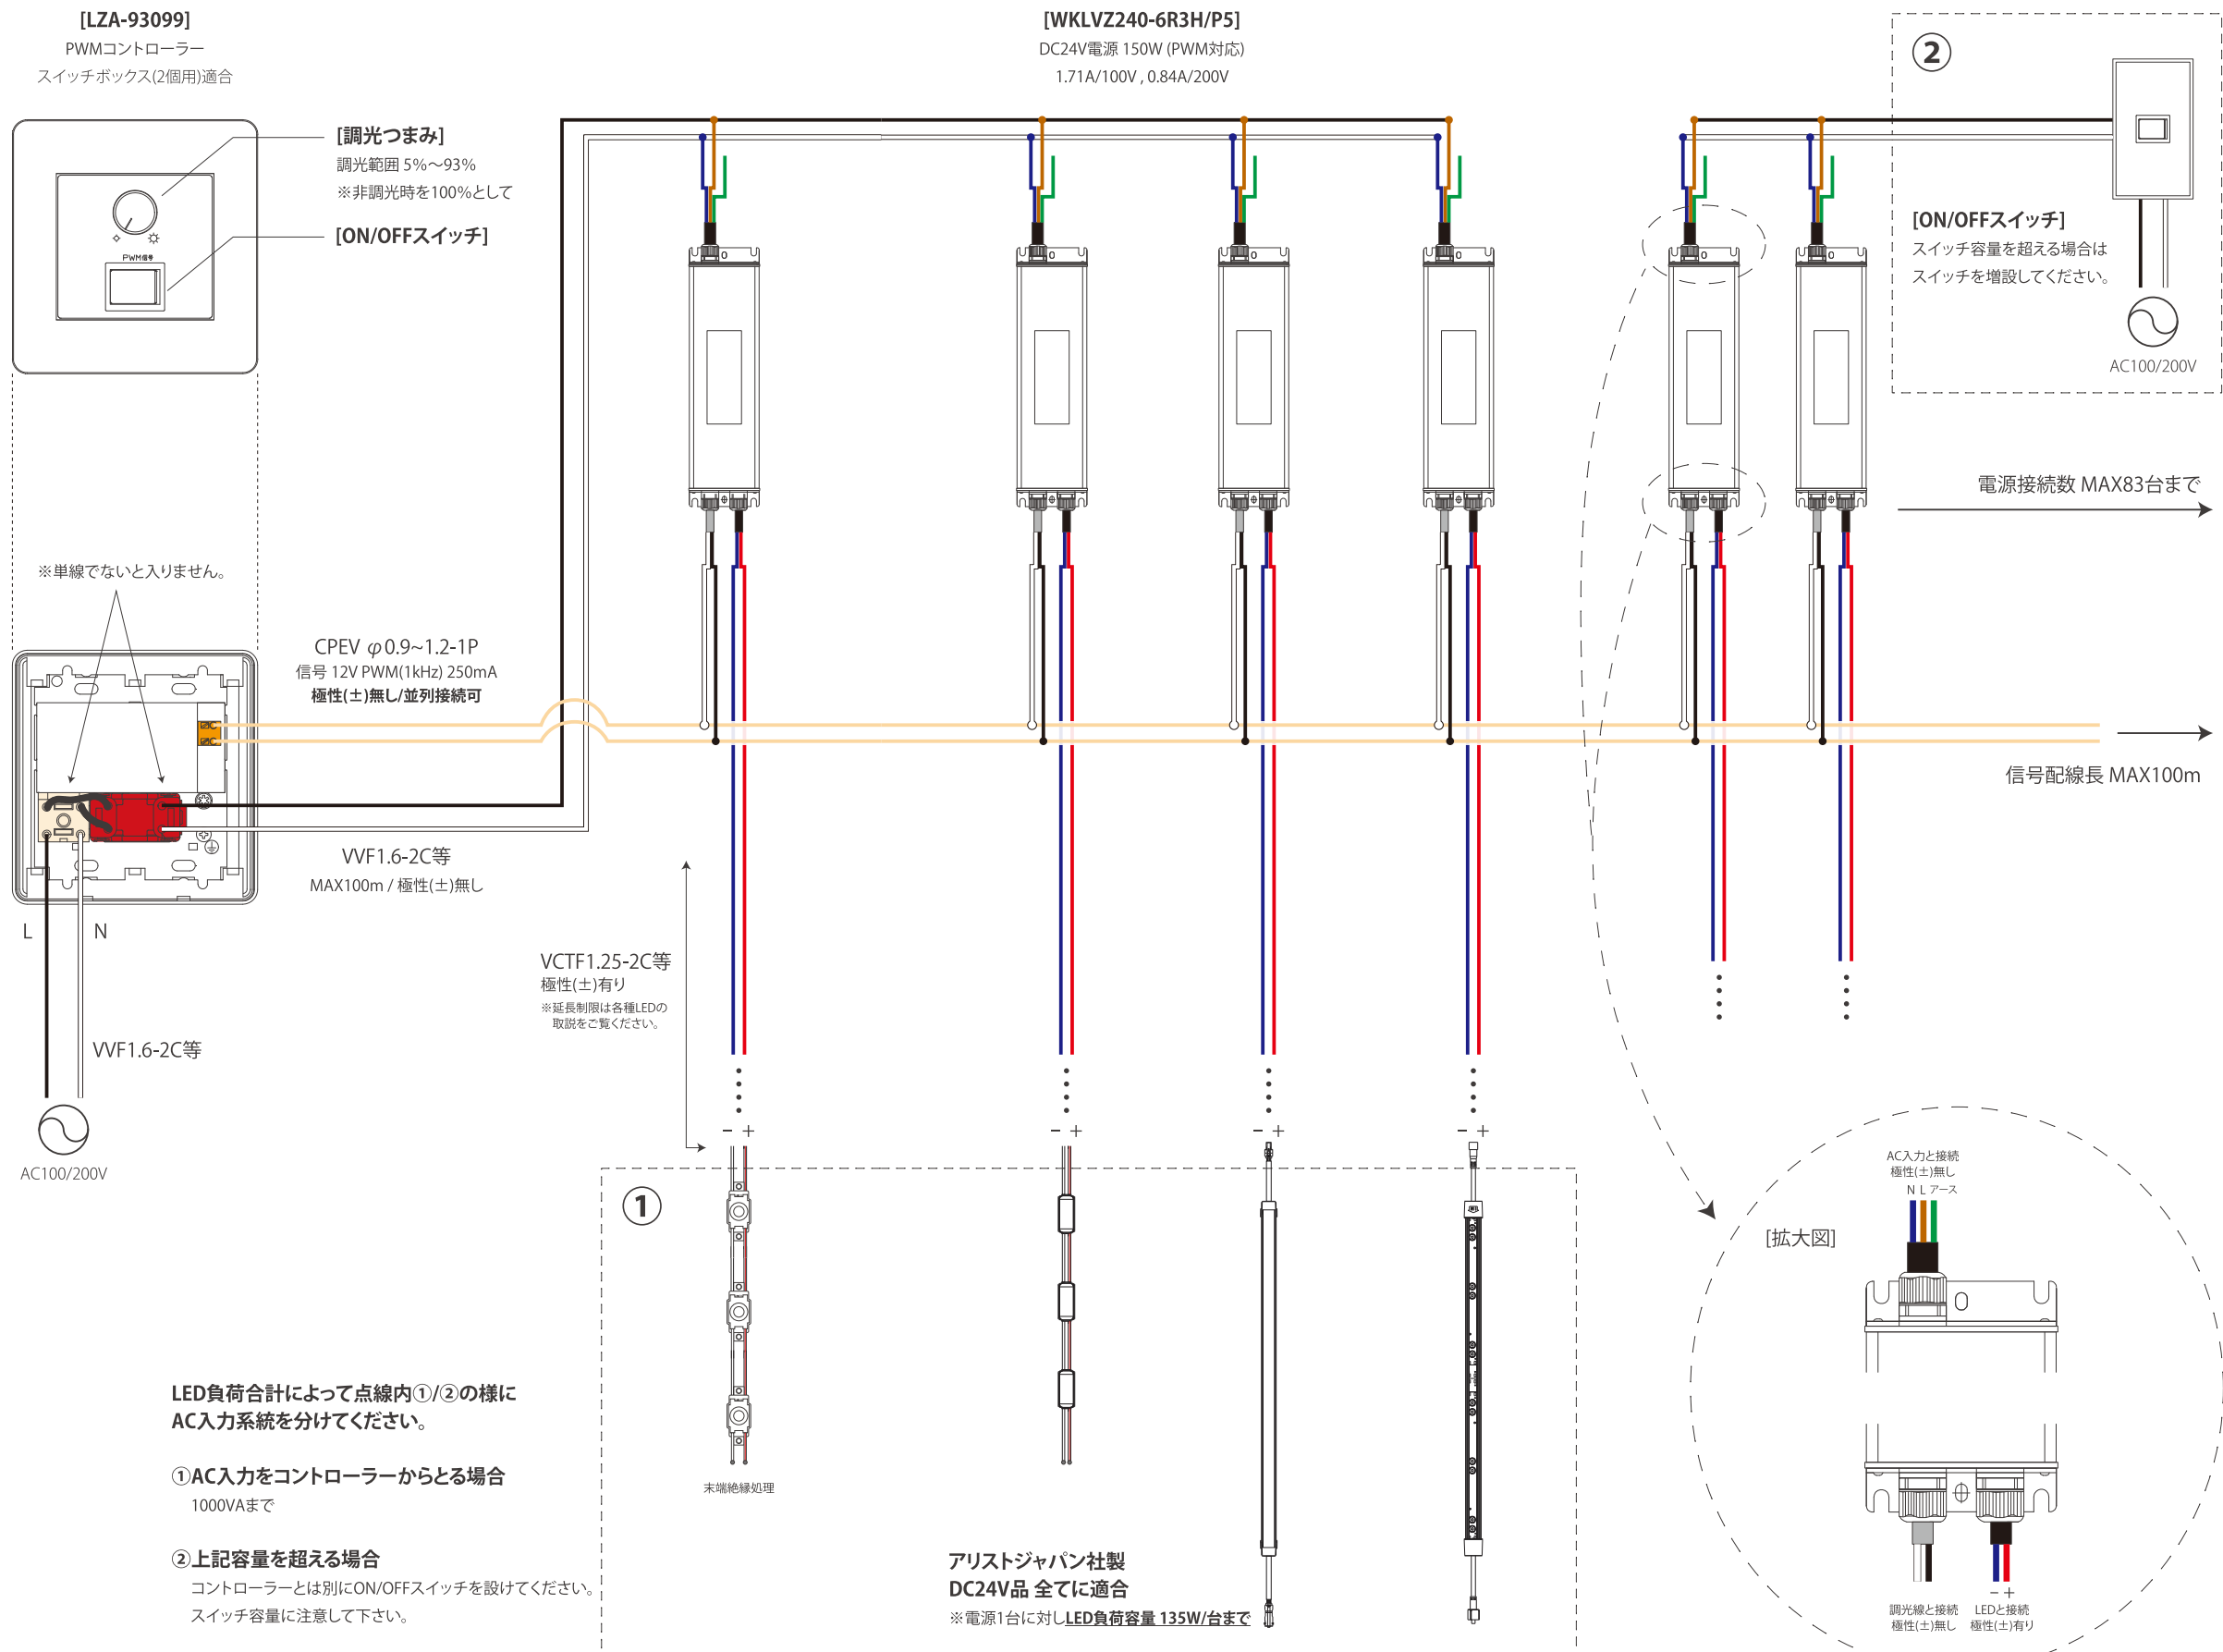 [LZA-93099]
PWMコントローラー
スイッチボックス(2個用)適合
[調光つまみ]
調光範囲 5%～93%
※非調光時を100%として
[ON/OFFスイッチ]
PWM信号
[WKLVZ240-6R3H/P5]
DC24V電源 150W (PWM対応)
1.71A/100V , 0.84A/200V
②
[ON/OFFスイッチ]
スイッチ容量を超える場合は
スイッチを増設してください。
AC100/200V
電源接続数 MAX83台まで
※単線でないと入りません。
CPEV φ0.9~1.2-1P
信号 12V PWM(1kHz) 250mA
極性(±)無し/並列接続可
信号配線長 MAX100m
VVF1.6-2C等
MAX100m / 極性(±)無し
L
N
VVF1.6-2C等
AC100/200V
VCTF1.25-2C等
極性(±)有り
※延長制限は各種LEDの
取説をご覧ください。
− +
− +
− +
− +
①
末端絶縁処理
アリストジャパン社製
DC24V品 全てに適合
※電源1台に対しLED負荷容量 135W/台まで
LED負荷合計によって点線内①/②の様に
AC入力系統を分けてください。
①AC入力をコントローラーからとる場合
1000VAまで
②上記容量を超える場合
コントローラーとは別にON/OFFスイッチを設けてください。
スイッチ容量に注意して下さい。
[拡大図]
AC入力と接続
極性(±)無し
N L アース
− +
調光線と接続
極性(±)無し
LEDと接続
極性(±)有り